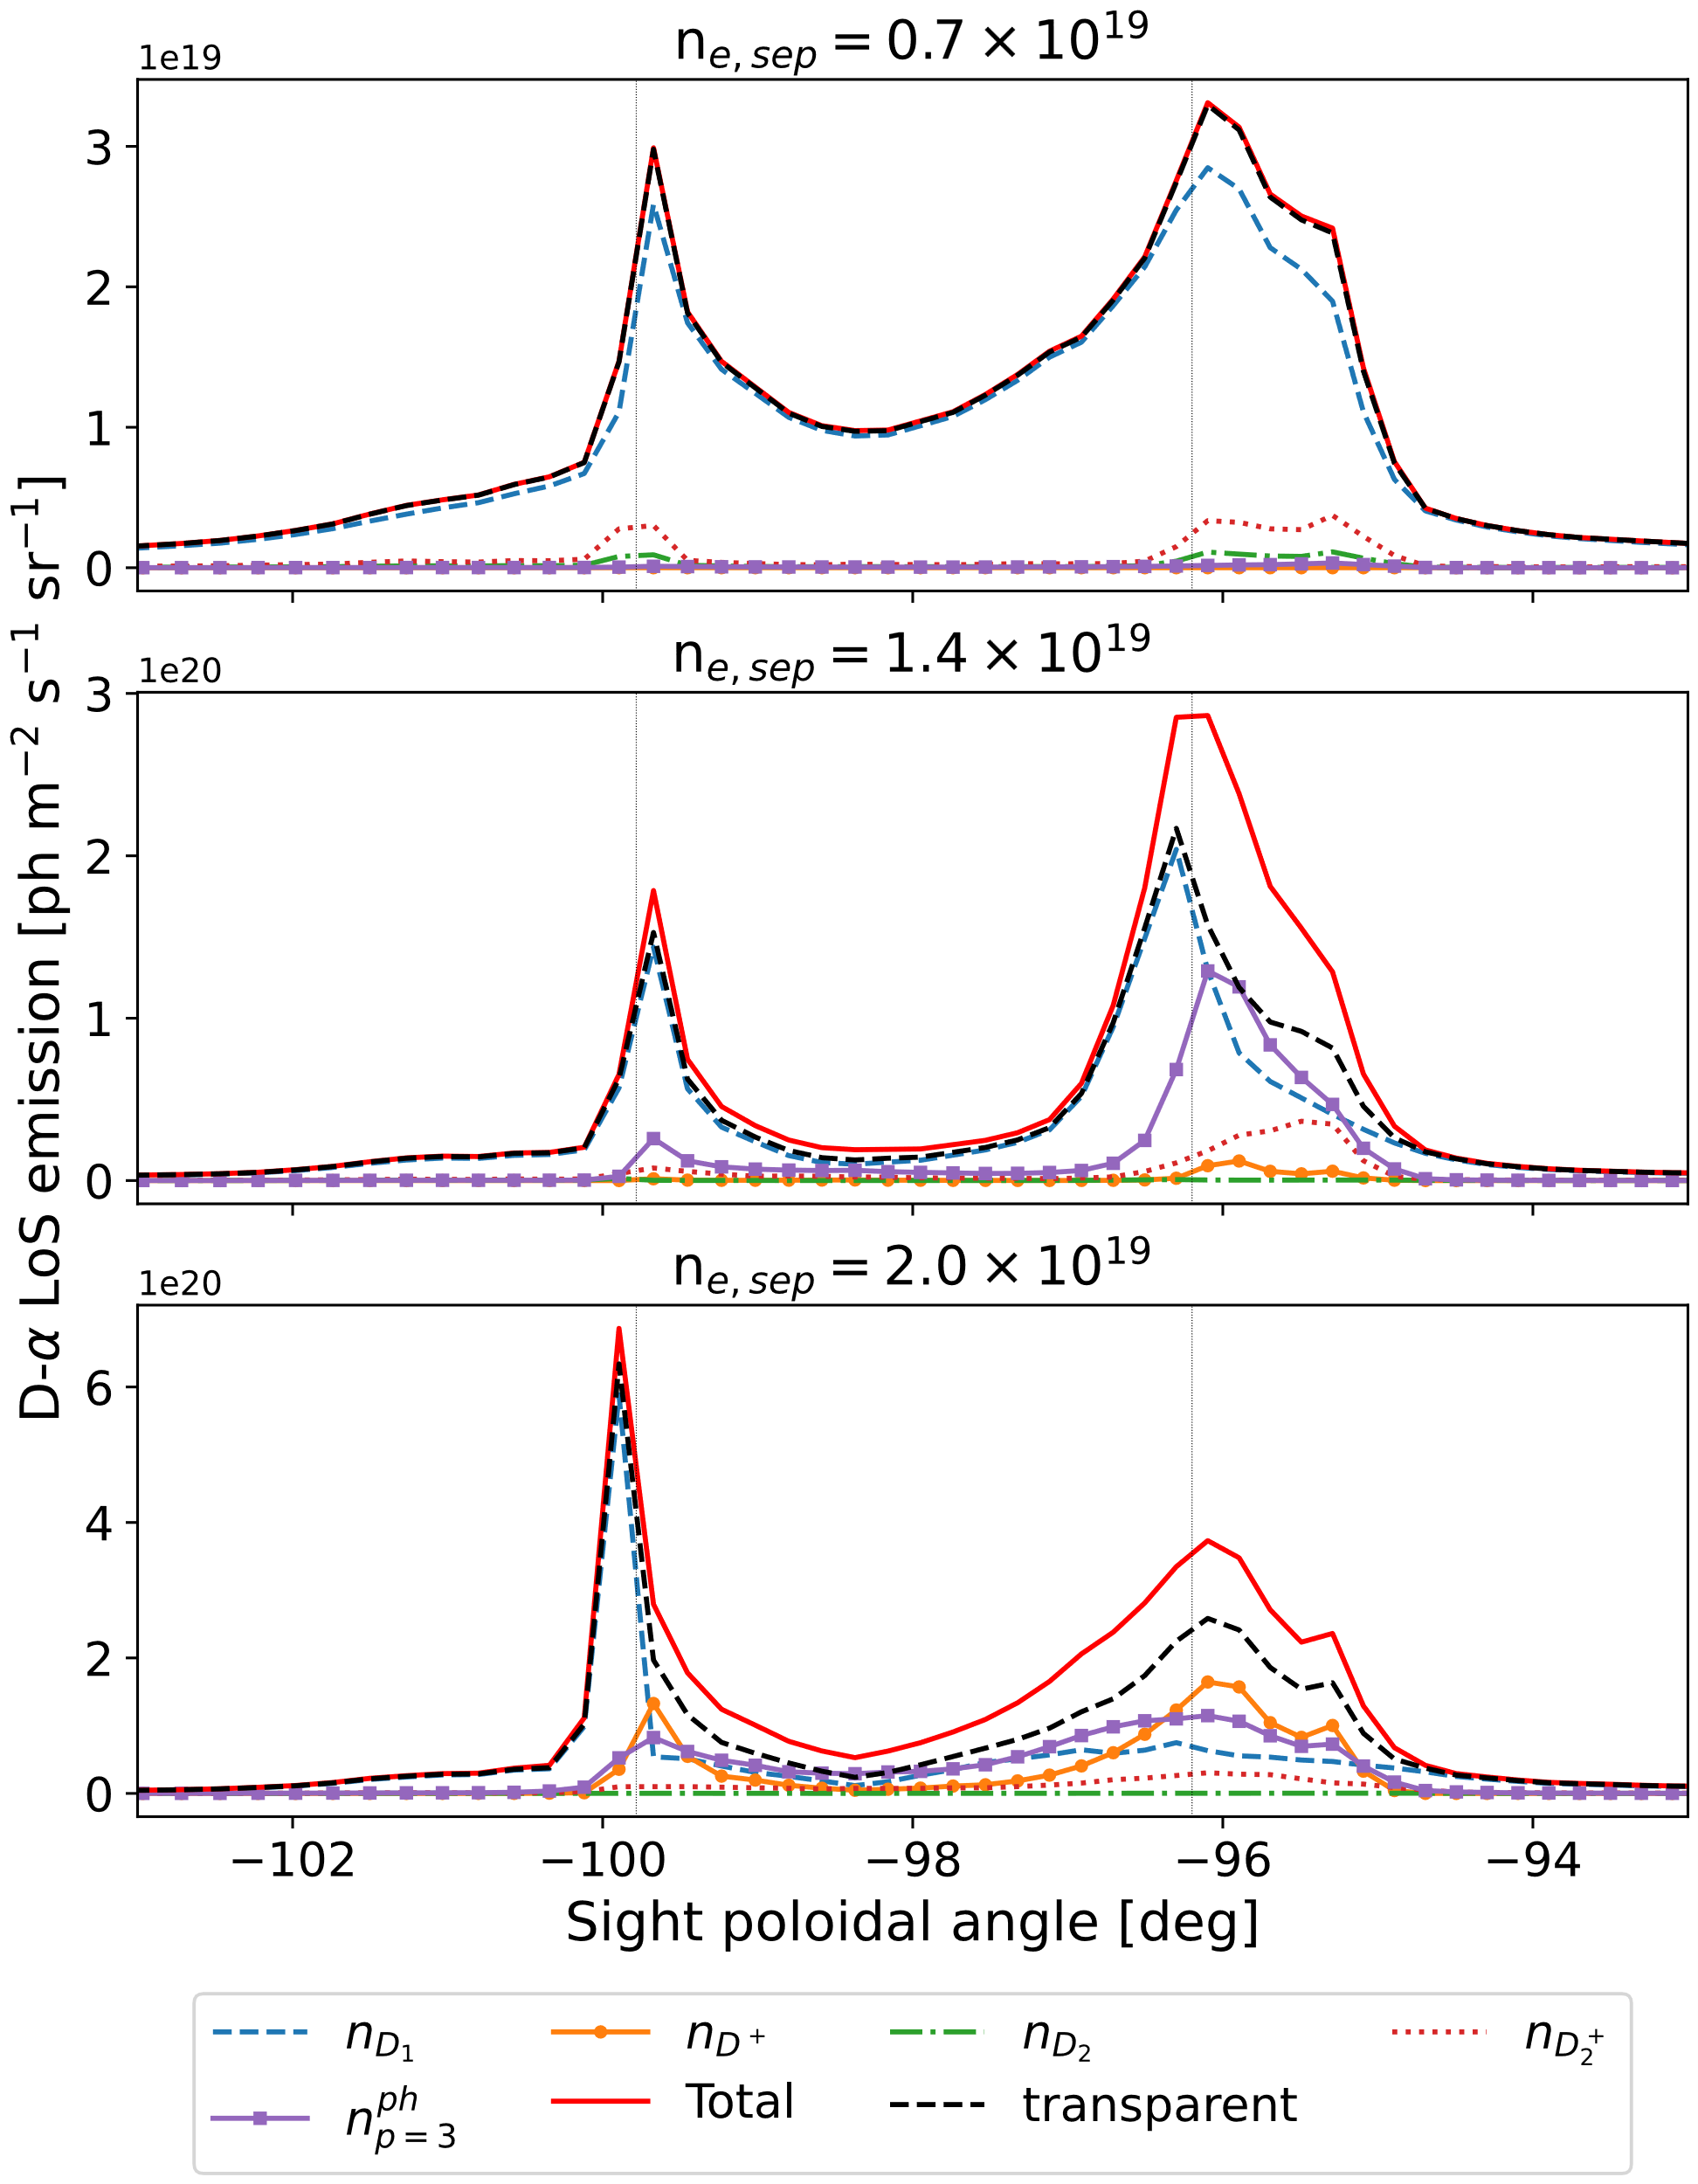 n_{e, sep} = 0.7 × 10^{19}
1e19
3
2
1
0
n_{e, sep} = 1.4 × 10^{19}
1e20
3
2
1
0
D-α LoS emission [ph m^{−2} s^{−1} sr^{−1}]
n_{e, sep} = 2.0 × 10^{19}
1e20
6
4
2
0
−102 −100 −98 −96 −94
Sight poloidal angle [deg]
n_{D_1} n_{D^+} n_{D_2} n_{D_2^+}
n_{p=3}^{ph} Total transparent